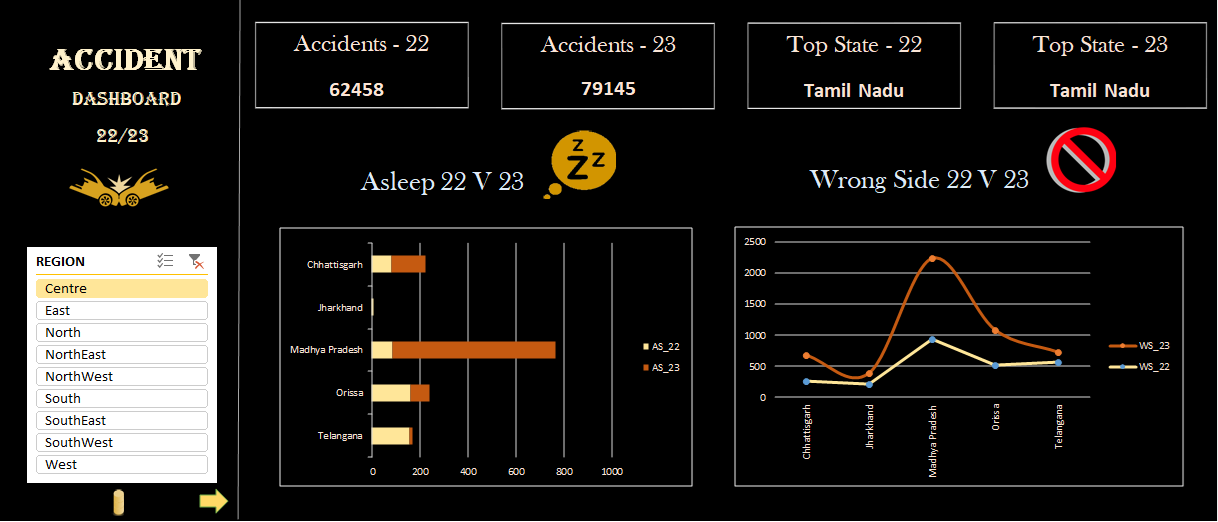 ACCIDENT
DASHBOARD
22/23
REGION
Centre
East
North
NorthEast
NorthWest
South
SouthEast
SouthWest
West
Accidents - 22
62458
Accidents - 23
79145
Top State - 22
Tamil Nadu
Top State - 23
Tamil Nadu
Asleep 22 V 23
z
Z
z
Chhattisgarh
Jharkhand
Madhya Pradesh
Orissa
Telangana
0 200 400 600 800 1000
AS_22
AS_23
Wrong Side 22 V 23
2500
2000
1500
1000
500
0
Chhattisgarh
Jharkhand
Madhya Pradesh
Orissa
Telangana
WS_23
WS_22